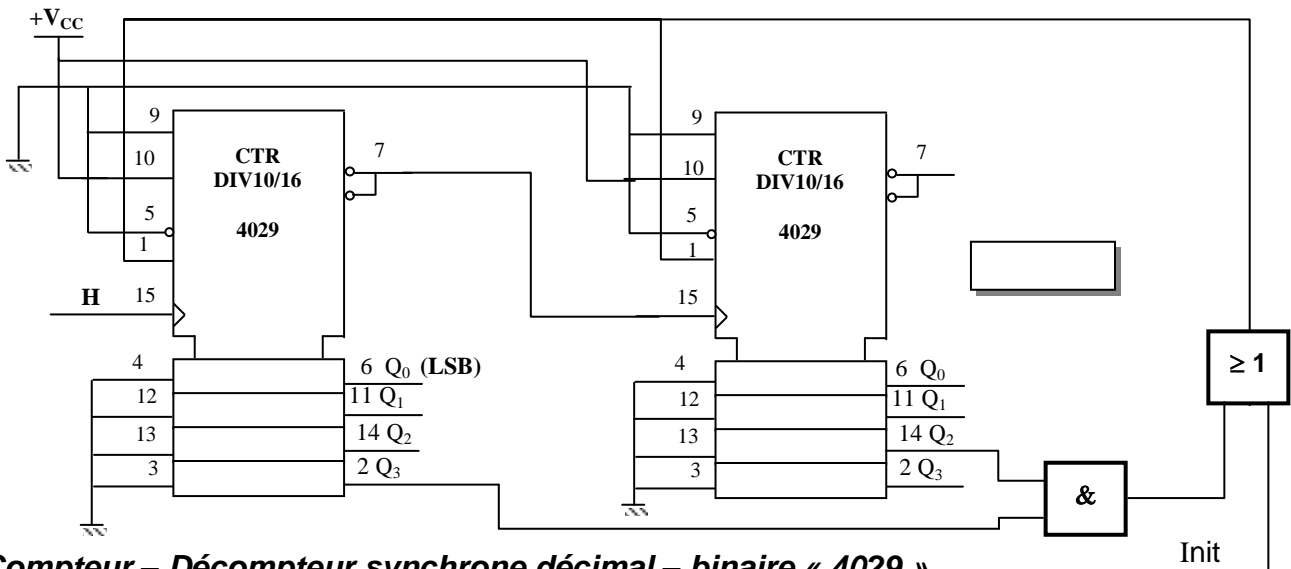 +V_CC
9
10
5
1
H 15
CTR
DIV10/16
4029
7
4
12
13
3
6 Q₀ (LSB)
11 Q₁
14 Q₂
2 Q₃
9
10
5
1
15
CTR
DIV10/16
4029
7
4
12
13
3
6 Q₀
11 Q₁
14 Q₂
2 Q₃
≥ 1
&
Init
Compteur – Décompteur synchrone décimal – binaire « 4029 »